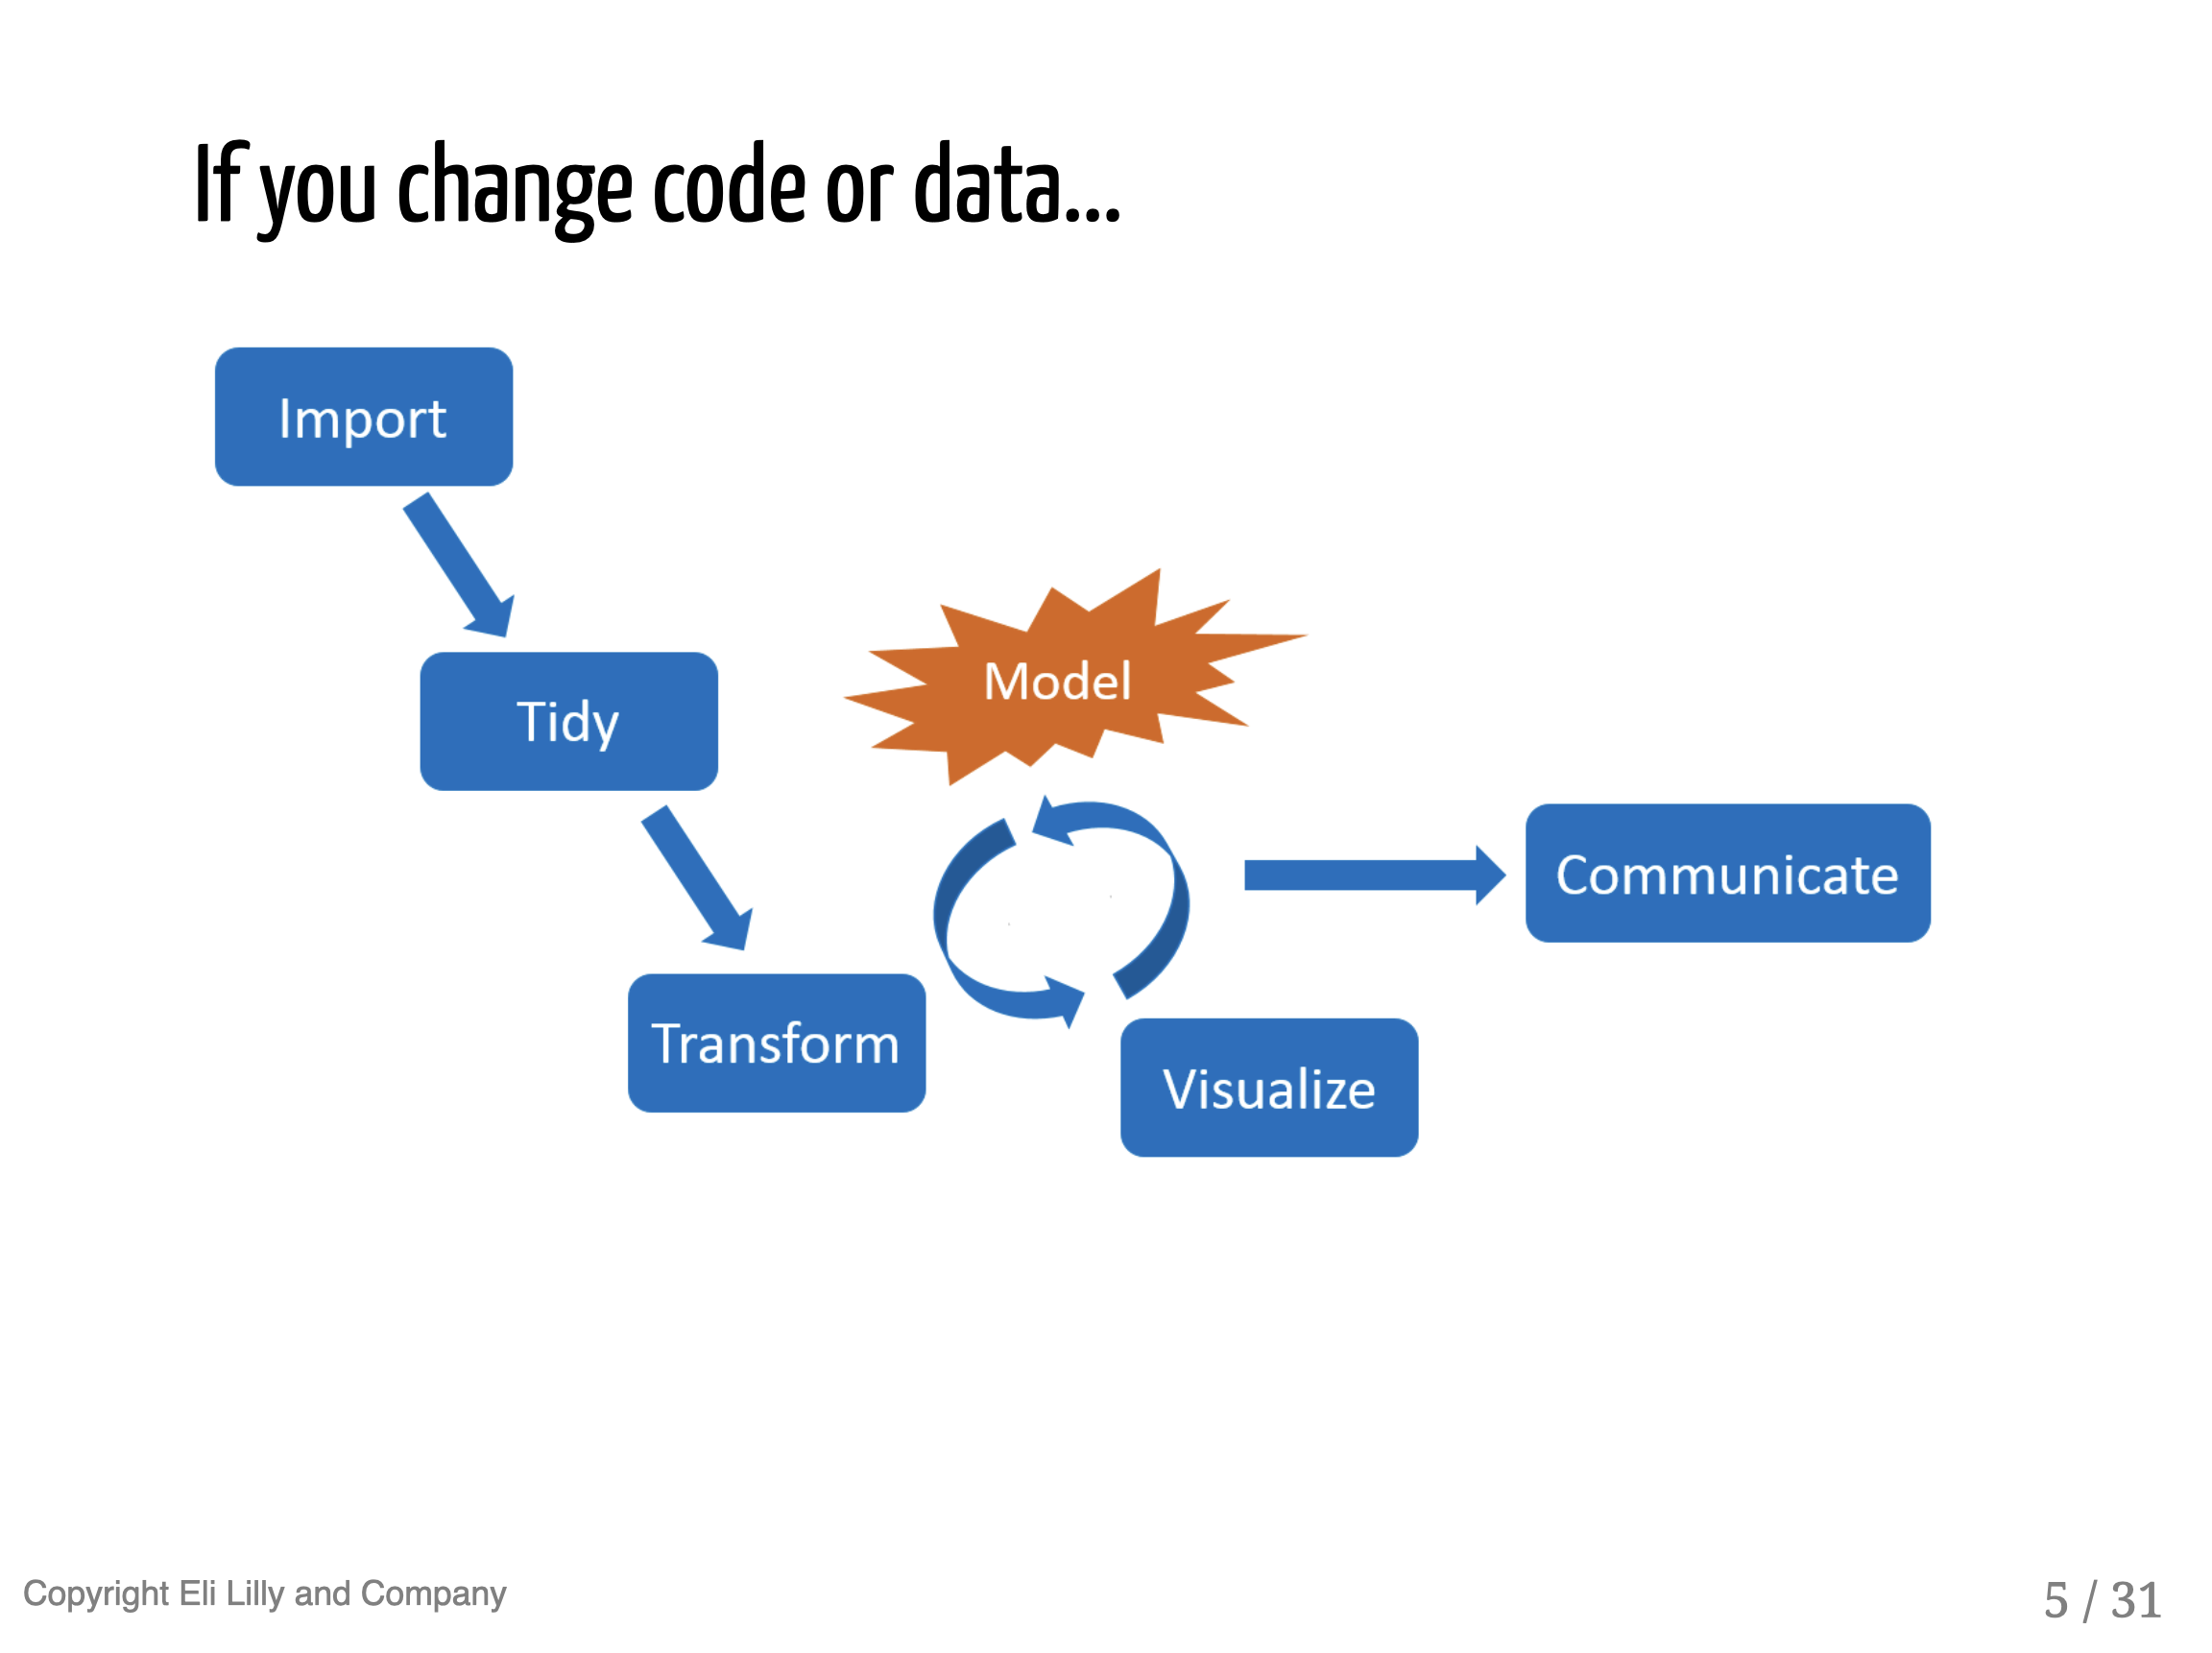 If you change code or data...
Import
Tidy
Model
Transform
Visualize
Communicate
Copyright Eli Lilly and Company
5 / 31